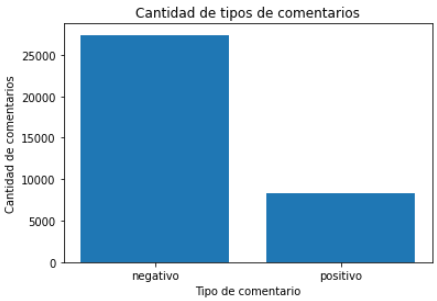 Cantidad de tipos de comentarios
Cantidad de comentarios
25000
20000
15000
10000
5000
0
negativo
positivo
Tipo de comentario